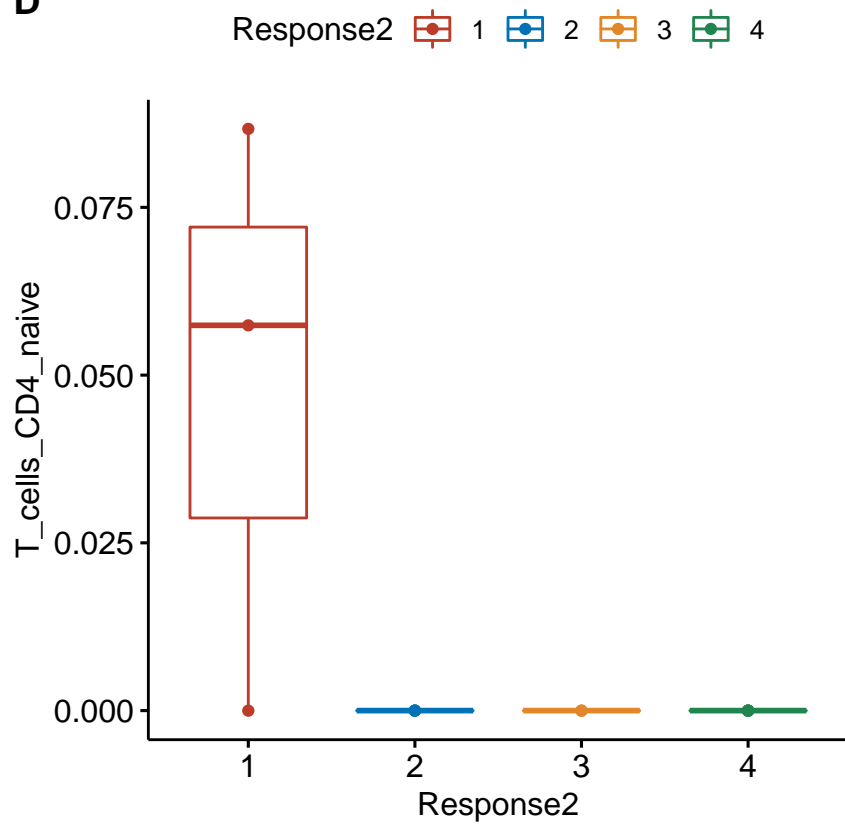 D
Response2 1 2 3 4
T_cells_CD4_naive
0.075
0.050
0.025
0.000
1 2 3 4
Response2